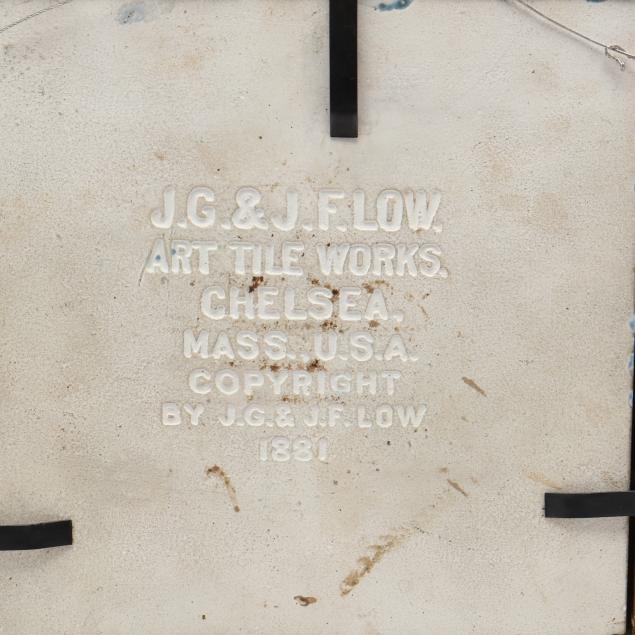 J.G.& J.F.LOW.
ART TILE WORKS.
CHELSEA.
MASS., U.S.A.
COPYRIGHT
BY J.G.& J.F.LOW
1881